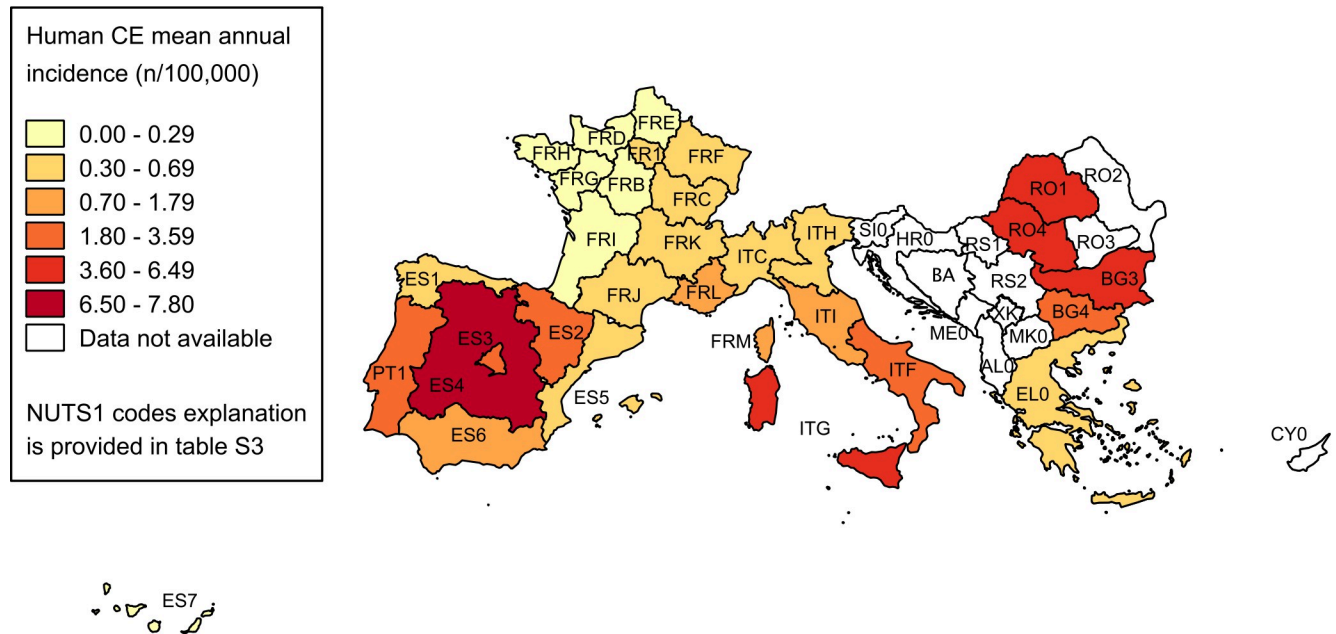 Human CE mean annual
incidence (n/100,000)
0.00 - 0.29
0.30 - 0.69
0.70 - 1.79
1.80 - 3.59
3.60 - 6.49
6.50 - 7.80
Data not available
NUTS1 codes explanation
is provided in table S3
FRE
FRD
FRH
FR1
FRF
FRG
FRB
FRC
FRI
FRK
FRJ
FRL
FRM
ITC
ITH
ITI
ITF
ITG
SI0
HR0
BA
RS1
RS2
ME0
XK
MK0
AL0
EL0
RO1
RO2
RO3
RO4
BG3
BG4
CY0
ES1
ES2
ES3
ES4
ES5
ES6
PT1
ES7